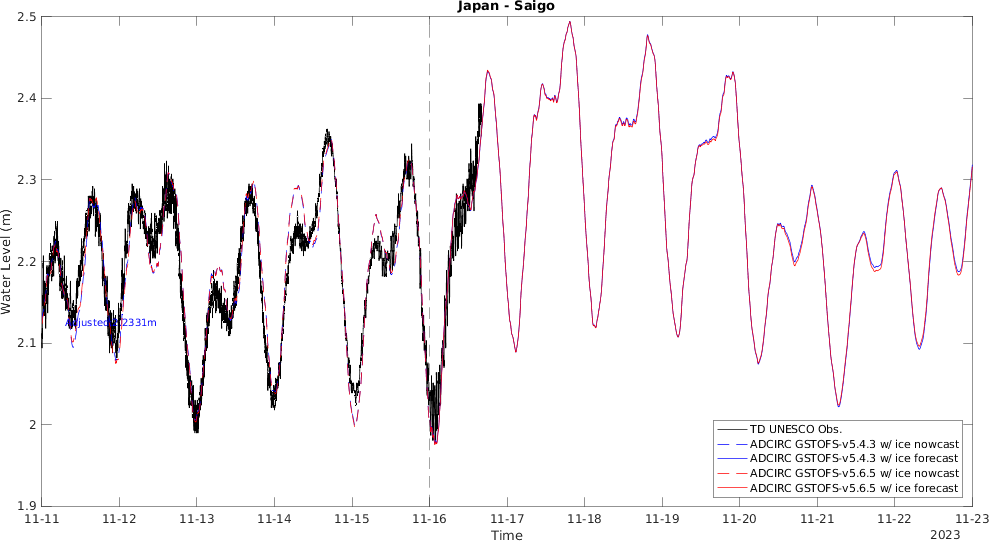 Japan - Saigo
2.5
2.4
2.3
2.2
2.1
2
1.9
Water Level (m)
2331m
TD UNESCO Obs.
ADCIRC GSTOFS-v5.4.3 w/ ice nowcast
ADCIRC GSTOFS-v5.4.3 w/ ice forecast
ADCIRC GSTOFS-v5.6.5 w/ ice nowcast
ADCIRC GSTOFS-v5.6.5 w/ ice forecast
11-11 11-12 11-13 11-14 11-15 11-16 11-17 11-18 11-19 11-20 11-21 11-22 11-23
Time
2023